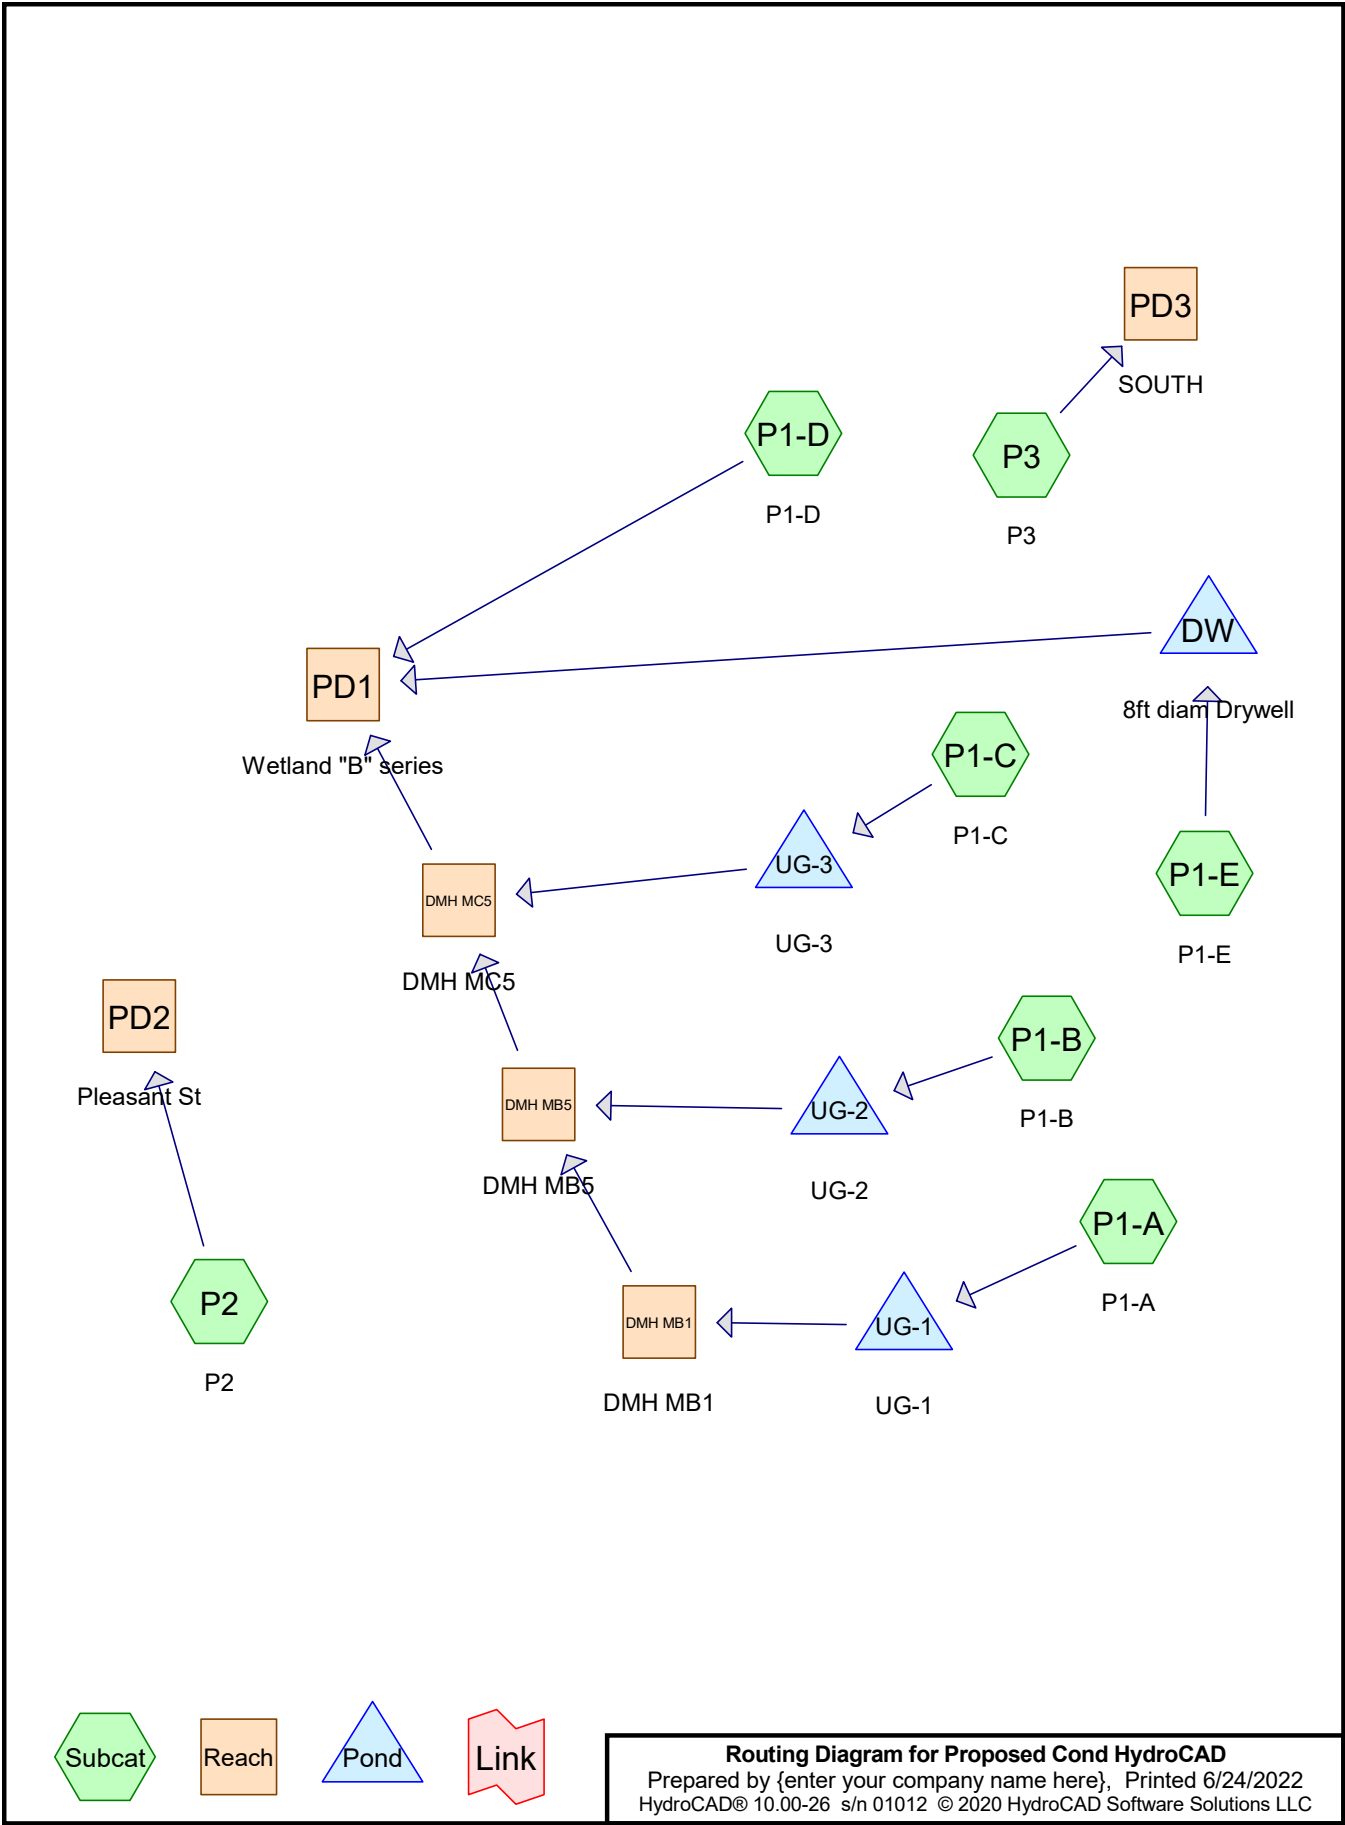 PD3
SOUTH
P1-D
P1-D
P3
P3
DW
8ft diam Drywell
PD1
Wetland "B" series
P1-C
P1-C
UG-3
UG-3
P1-E
P1-E
DMH MC5
DMH MC5
PD2
Pleasant St
P1-B
P1-B
UG-2
UG-2
DMH MB5
DMH MB5
P1-A
P1-A
P2
P2
UG-1
UG-1
DMH MB1
DMH MB1
Subcat
Reach
Pond
Link
Routing Diagram for Proposed Cond HydroCAD
Prepared by {enter your company name here}, Printed 6/24/2022
HydroCAD® 10.00-26 s/n 01012 © 2020 HydroCAD Software Solutions LLC